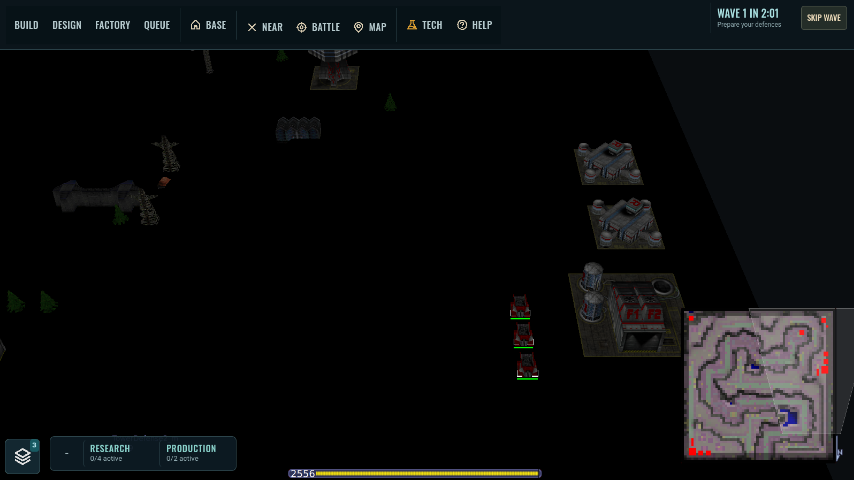 BUILD DESIGN FACTORY QUEUE BASE NEAR BATTLE MAP TECH HELP
WAVE 1 IN 2:01
Prepare your defences
SKIP WAVE
F1 F2
3
- RESEARCH PRODUCTION
0/4 active 0/2 active
2556
N